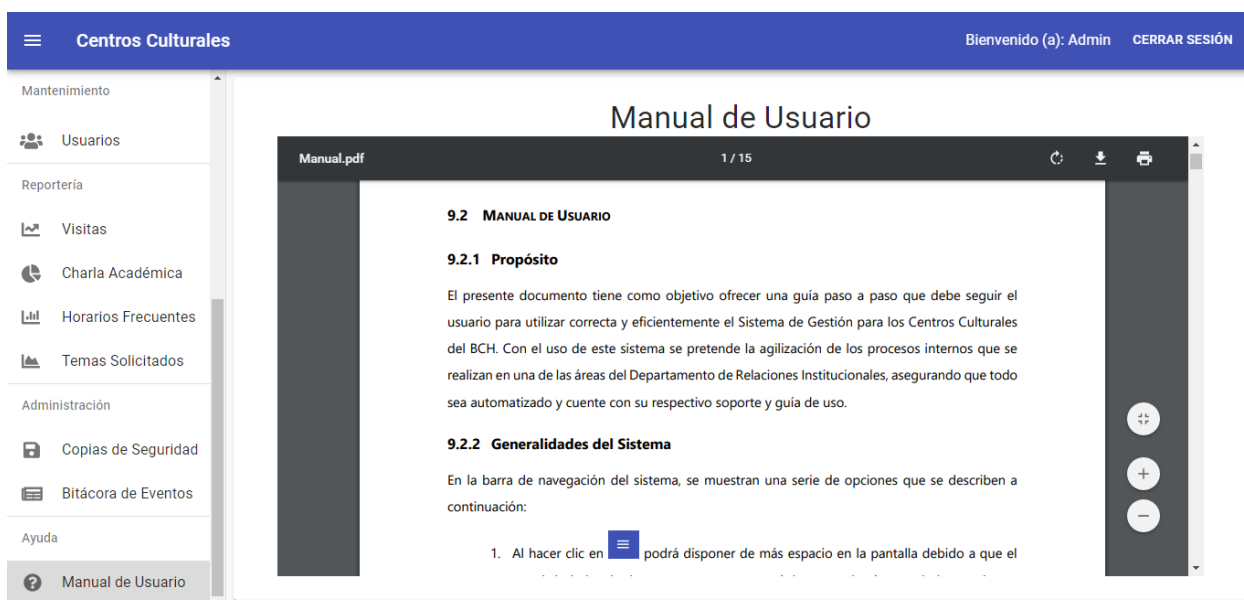 Centros Culturales
Bienvenido (a): Admin CERRAR SESIÓN
Mantenimiento
Usuarios
Reportería
Visitas
Charla Académica
Horarios Frecuentes
Temas Solicitados
Administración
Copias de Seguridad
Bitácora de Eventos
Ayuda
Manual de Usuario
Manual de Usuario
Manual.pdf 1 / 15
9.2 MANUAL DE USUARIO
9.2.1 Propósito
El presente documento tiene como objetivo ofrecer una guía paso a paso que debe seguir el
usuario para utilizar correcta y eficientemente el Sistema de Gestión para los Centros Culturales
del BCH. Con el uso de este sistema se pretende la agilización de los procesos internos que se
realizan en una de las áreas del Departamento de Relaciones Institucionales, asegurando que todo
sea automatizado y cuente con su respectivo soporte y guía de uso.
9.2.2 Generalidades del Sistema
En la barra de navegación del sistema, se muestran una serie de opciones que se describen a
continuación:
1. Al hacer clic en podrá disponer de más espacio en la pantalla debido a que el